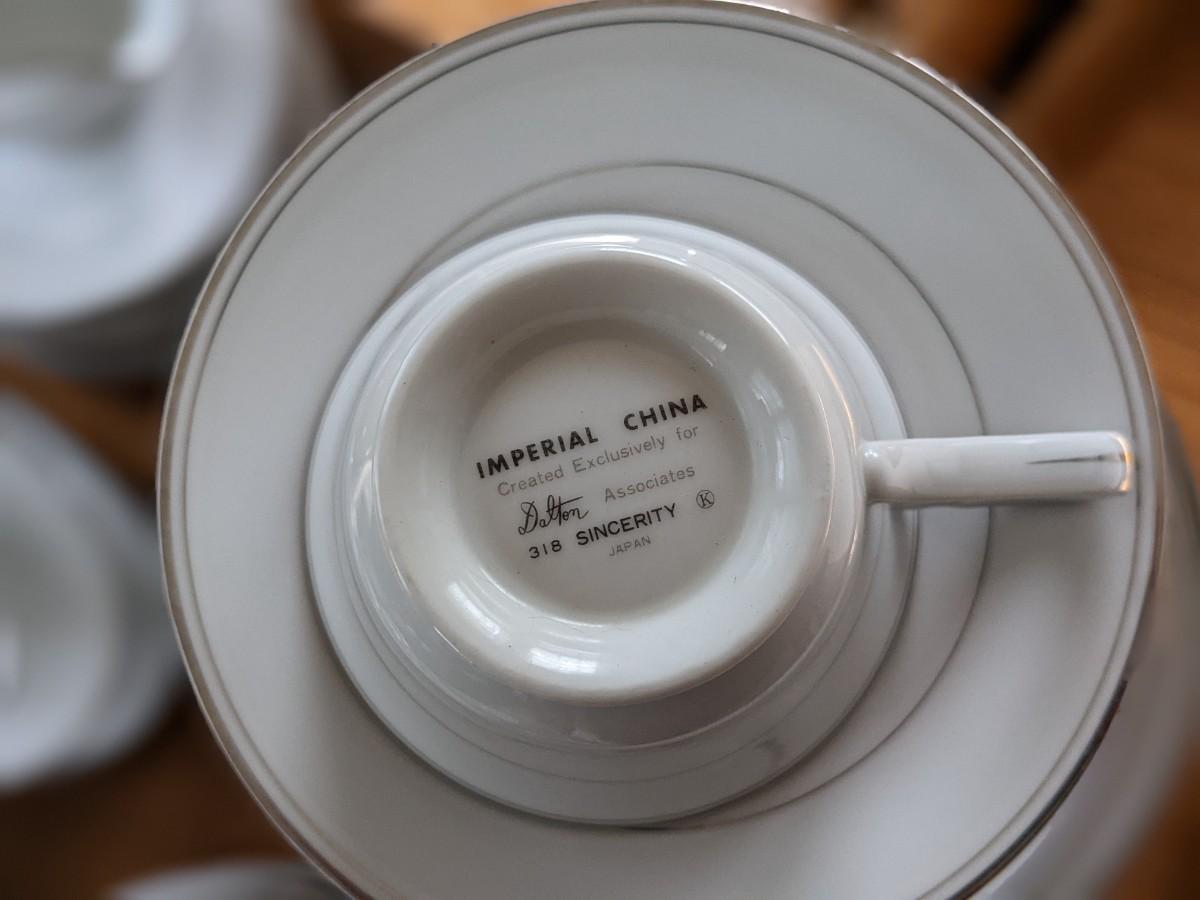 IMPERIAL CHINA
Created Exclusively for
Dalton Associates
318 SINCERITY Ⓚ
JAPAN